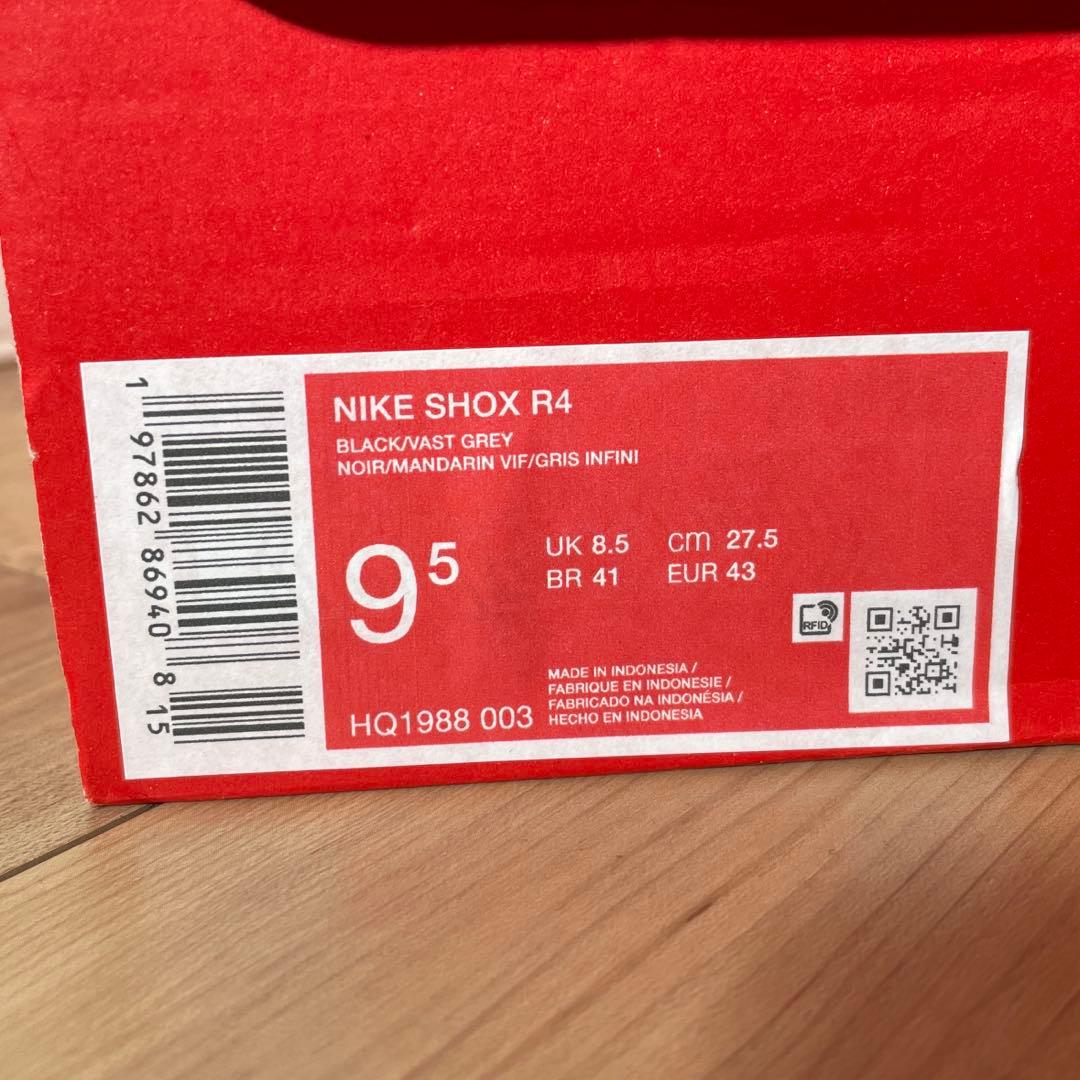 NIKE SHOX R4
BLACK/VAST GREY
NOIR/MANDARIN VIF/GRIS INFINI
9⁵
UK 8.5 cm 27.5
BR 41 EUR 43
RFID
MADE IN INDONESIA /
FABRIQUE EN INDONESIE /
FABRICADO NA INDONÉSIA /
HECHO EN INDONESIA
HQ1988 003
1 97862 86940 8 15